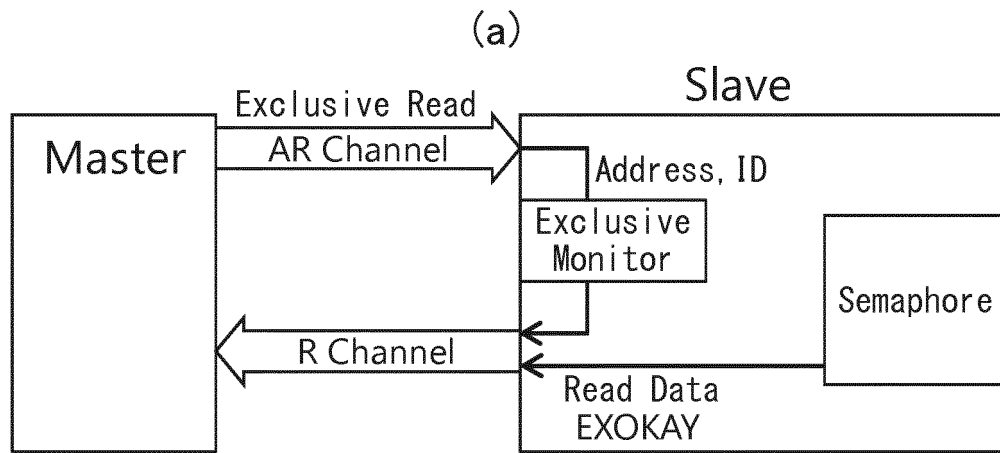 (a)
Slave
Master
Exclusive Read
AR Channel
Address, ID
Exclusive
Monitor
Semaphore
R Channel
Read Data
EXOKAY